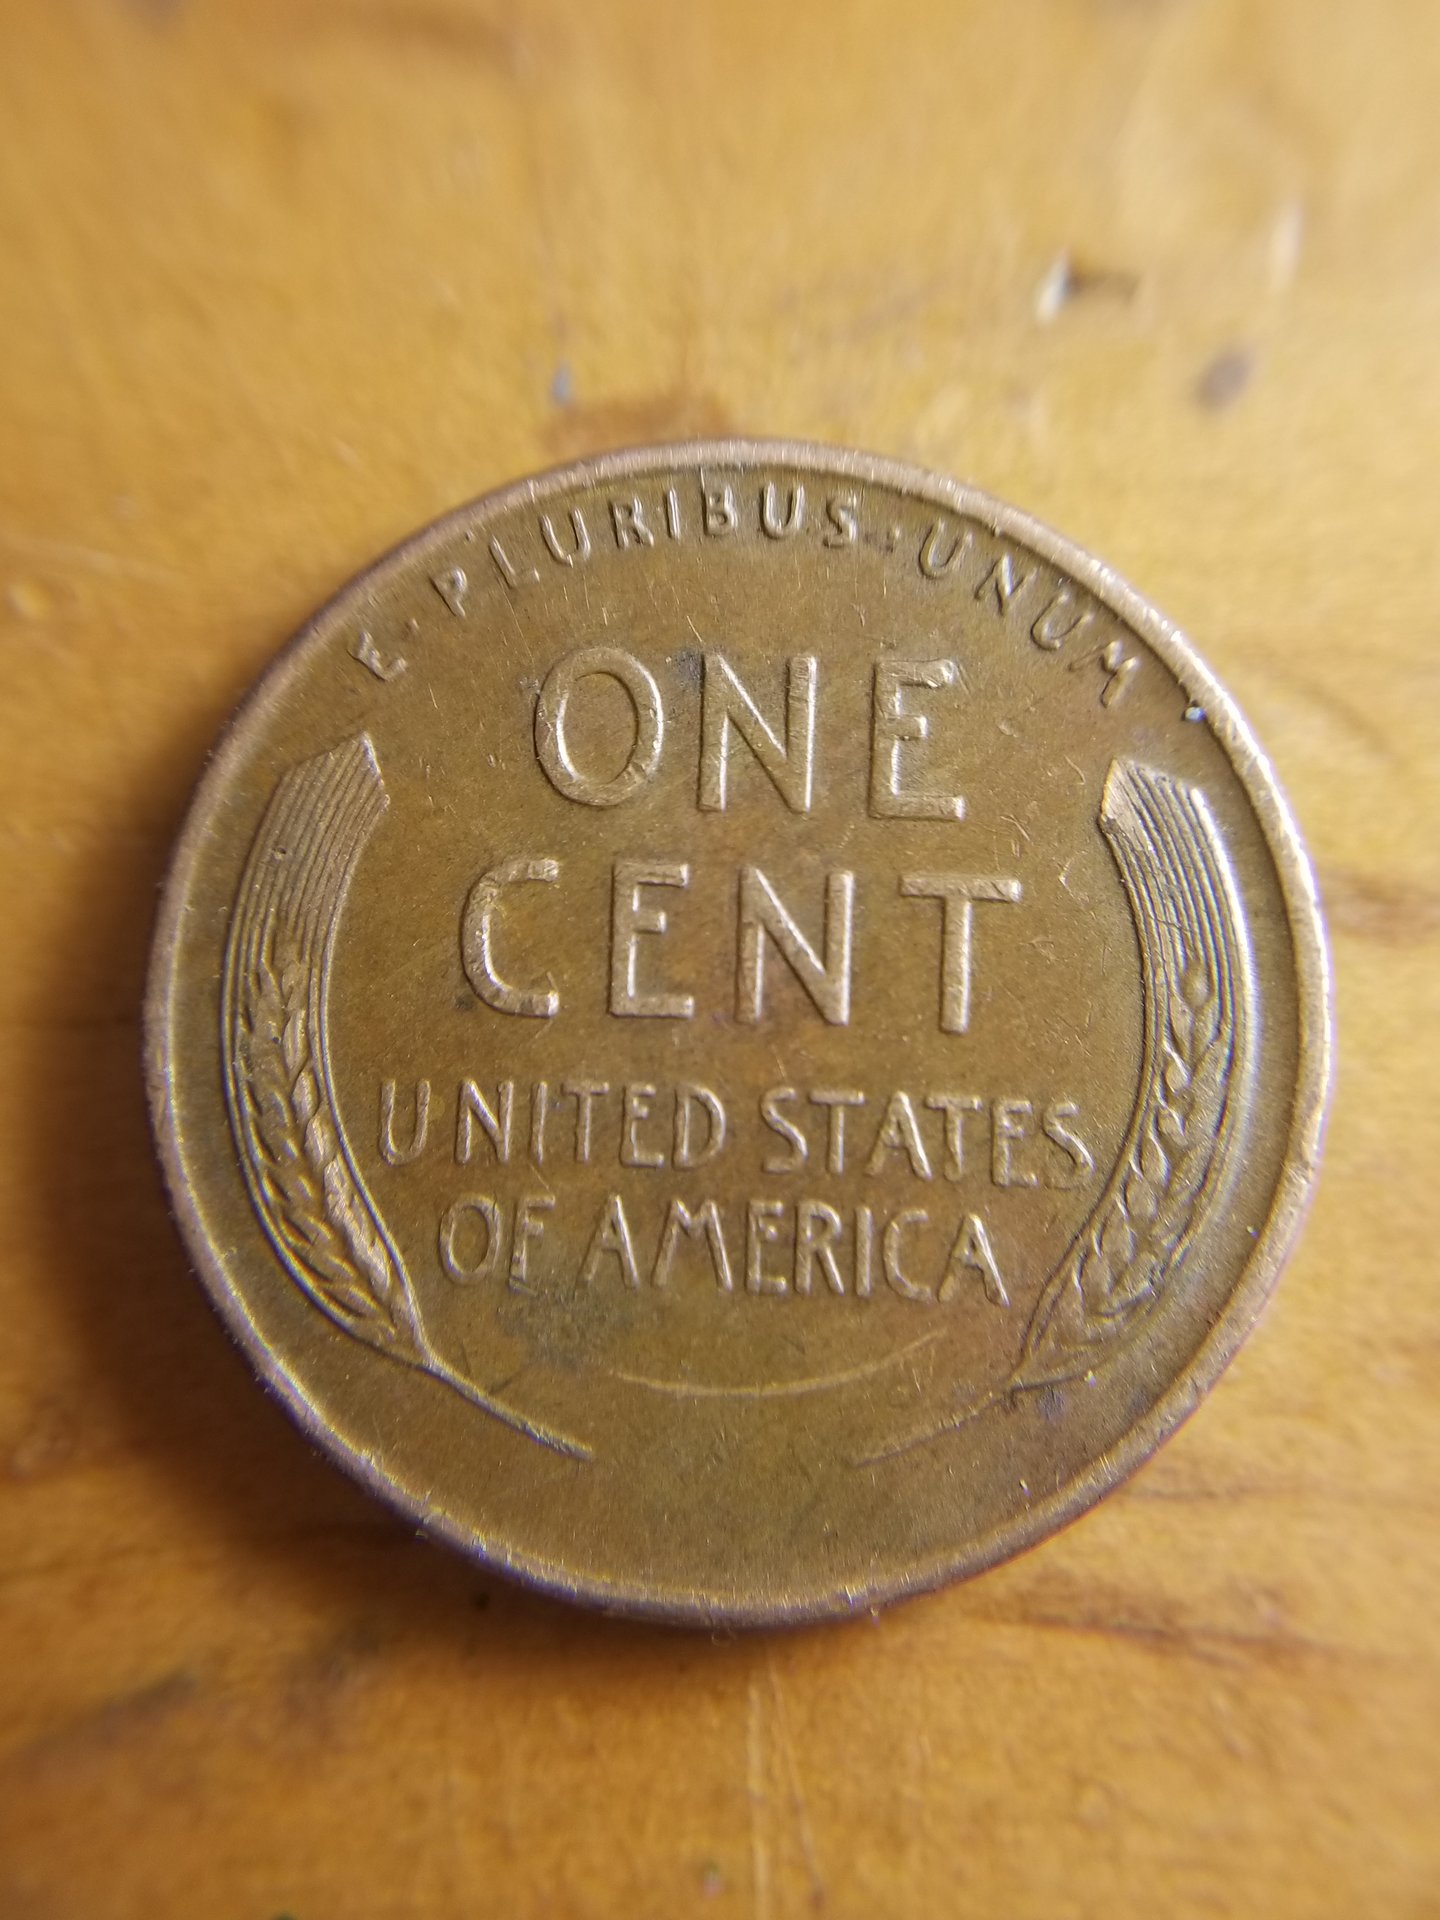 E·PLURIBUS·UNUM
ONE
CENT
UNITED STATES
OF AMERICA